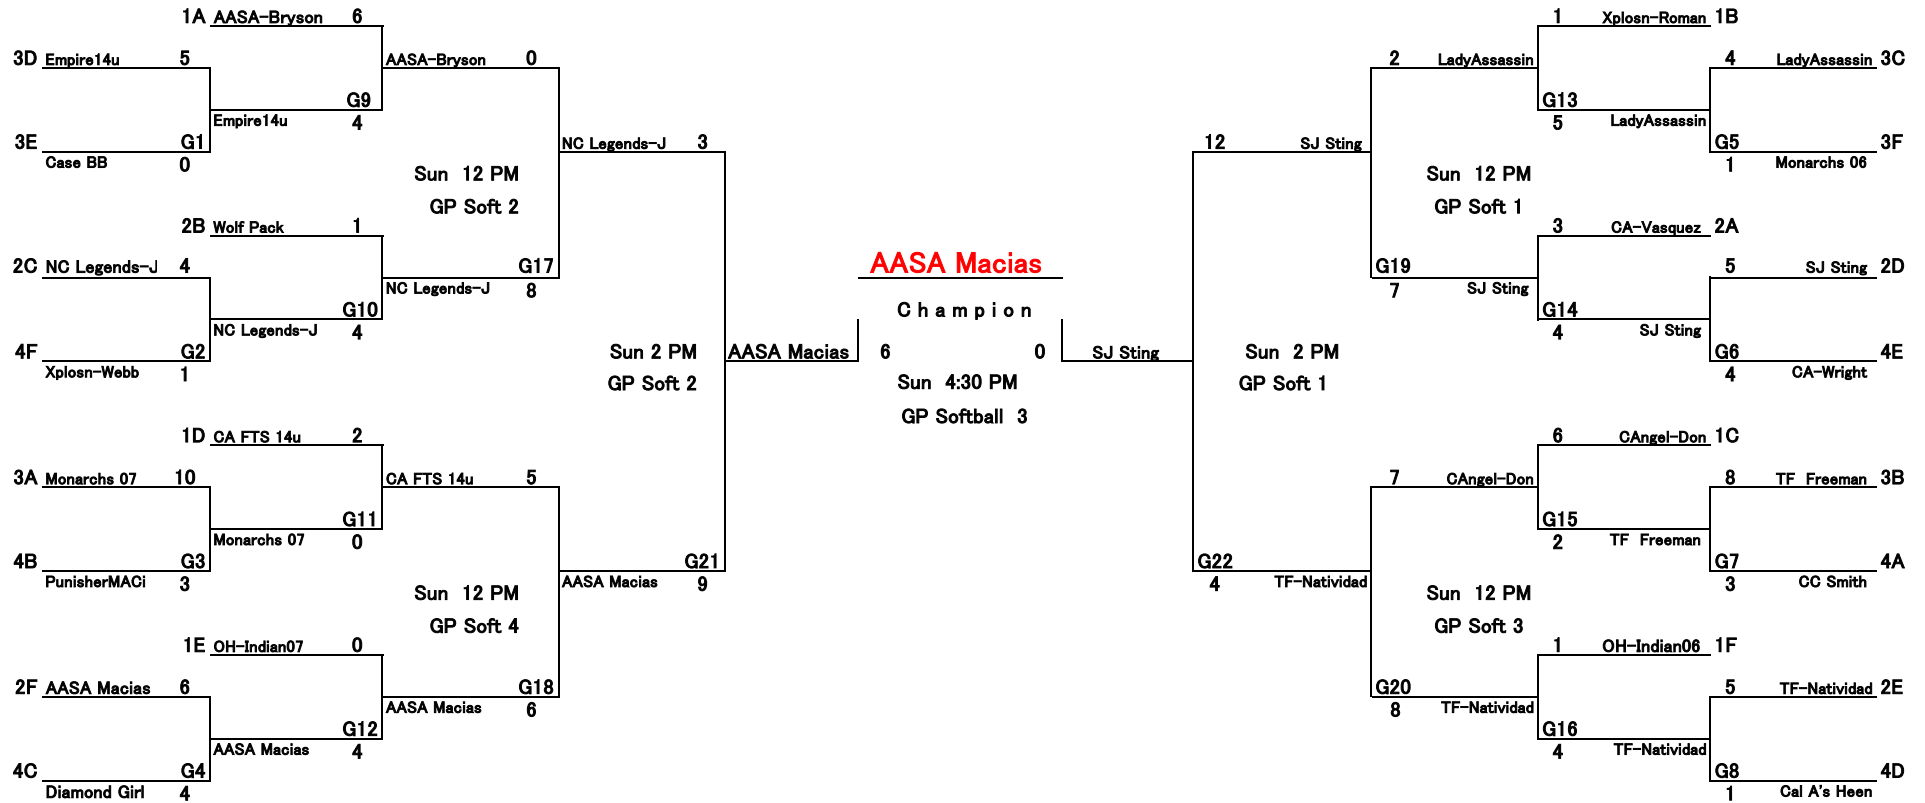 1A AASA-Bryson 6
3D Empire14u 5
AASA-Bryson 0
G9
Empire14u 4
3E G1
Case BB 0
NC Legends-J 3
Sun 12 PM
GP Soft 2
2B Wolf Pack 1
2C NC Legends-J 4
G17
NC Legends-J 8
G10
NC Legends-J 4
4F G2
Xplosn-Webb 1
Sun 2 PM
GP Soft 2
AASA Macias 6
1D CA FTS 14u 2
3A Monarchs 07 10
CA FTS 14u 5
G11
Monarchs 07 0
4B G3
PunisherMACi 3
G21
AASA Macias 9
Sun 12 PM
GP Soft 4
1E OH-Indian07 0
2F AASA Macias 6
G18
AASA Macias 6
G12
AASA Macias 4
4C G4
Diamond Girl 4
AASA Macias
Champion
Sun 4:30 PM
GP Softball 3
1 Xplosn-Roman 1B
2 LadyAssassin
4 LadyAssassin 3C
G13
5 LadyAssassin
G5 3F
1 Monarchs 06
12 SJ Sting
Sun 12 PM
GP Soft 1
3 CA-Vasquez 2A
5 SJ Sting 2D
G19
7 SJ Sting
G14
4 SJ Sting
G6 4E
4 CA-Wright
0 SJ Sting
Sun 2 PM
GP Soft 1
6 CAngel-Don 1C
7 CAngel-Don
8 TF Freeman 3B
G15
2 TF Freeman
G7 4A
3 CC Smith
G22
4 TF-Natividad
Sun 12 PM
GP Soft 3
1 OH-Indian06 1F
5 TF-Natividad 2E
G20
8 TF-Natividad
G16
4 TF-Natividad
G8 4D
1 Cal A's Heen